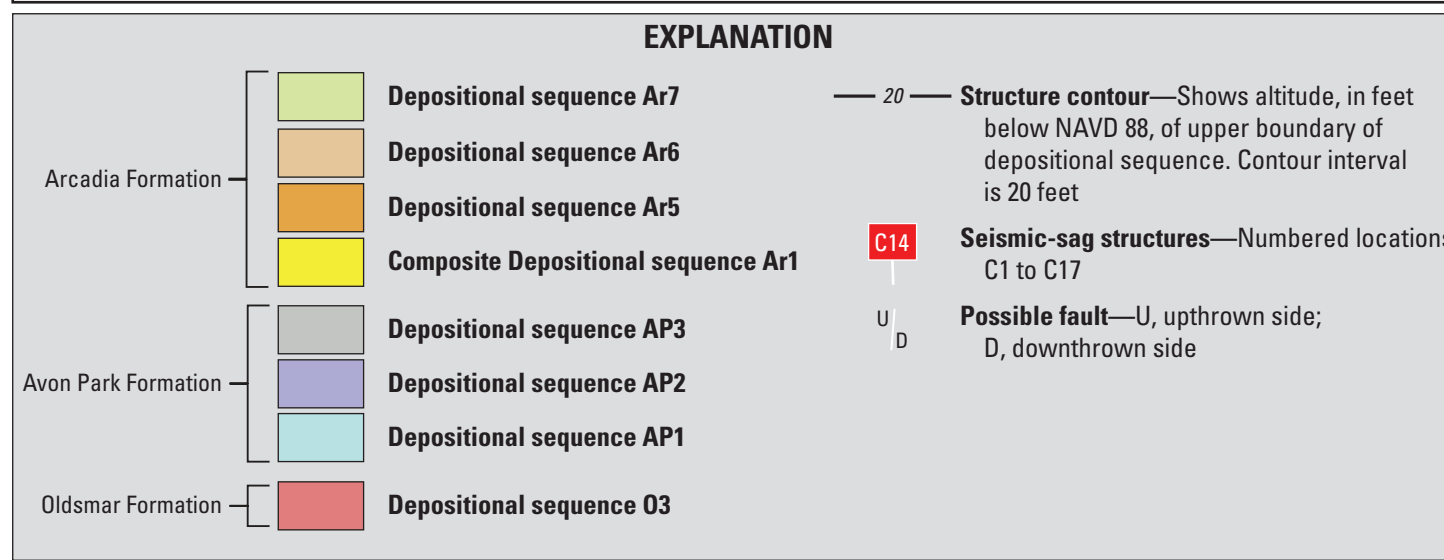 EXPLANATION
Arcadia Formation
Depositional sequence Ar7
Depositional sequence Ar6
Depositional sequence Ar5
Composite Depositional sequence Ar1
Avon Park Formation
Depositional sequence AP3
Depositional sequence AP2
Depositional sequence AP1
Oldsmar Formation
Depositional sequence O3
20 Structure contour—Shows altitude, in feet
below NAVD 88, of upper boundary of
depositional sequence. Contour interval
is 20 feet
C14 Seismic-sag structures—Numbered locations
C1 to C17
U/D Possible fault—U, upthrown side;
D, downthrown side